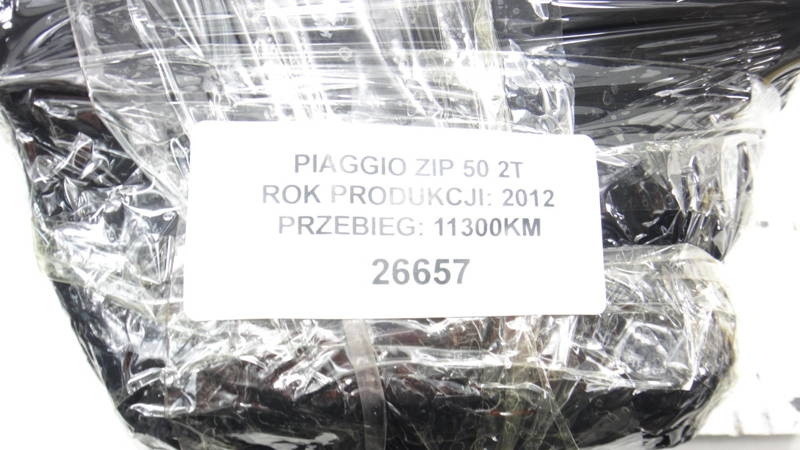 PIAGGIO ZIP 50 2T
ROK PRODUKCJI: 2012
PRZEBIEG: 11300KM
26657